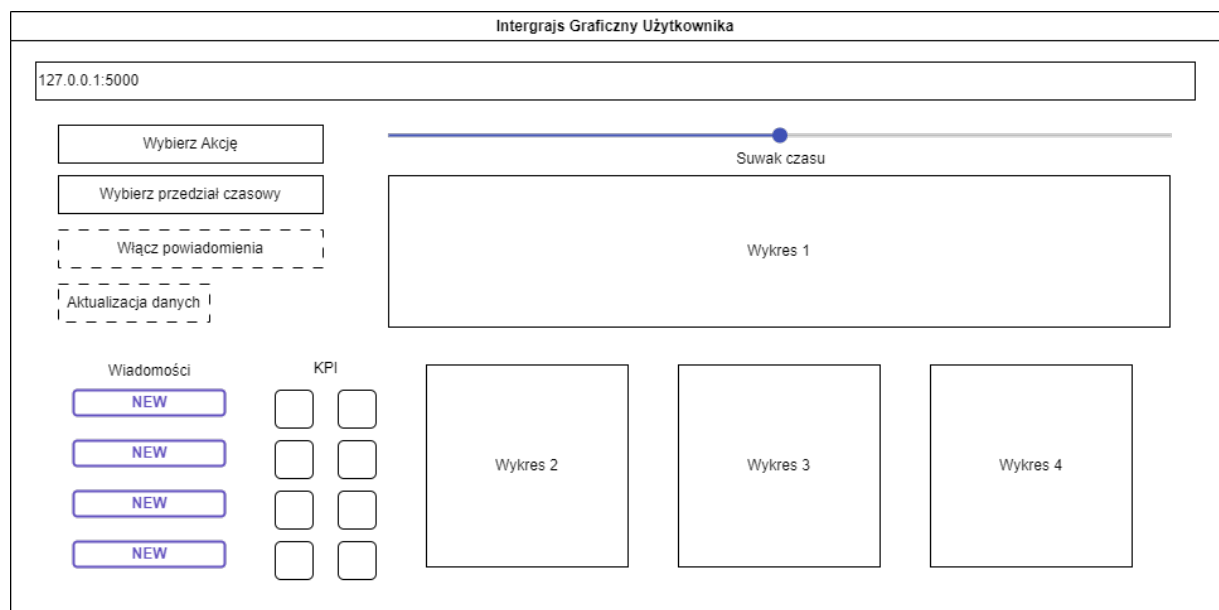 Intergrajs Graficzny Użytkownika
127.0.0.1:5000
Wybierz Akcję
Suwak czasu
Wybierz przedział czasowy
Włącz powiadomienia
Wykres 1
Aktualizacja danych
Wiadomości
KPI
NEW
NEW
NEW
NEW
Wykres 2
Wykres 3
Wykres 4